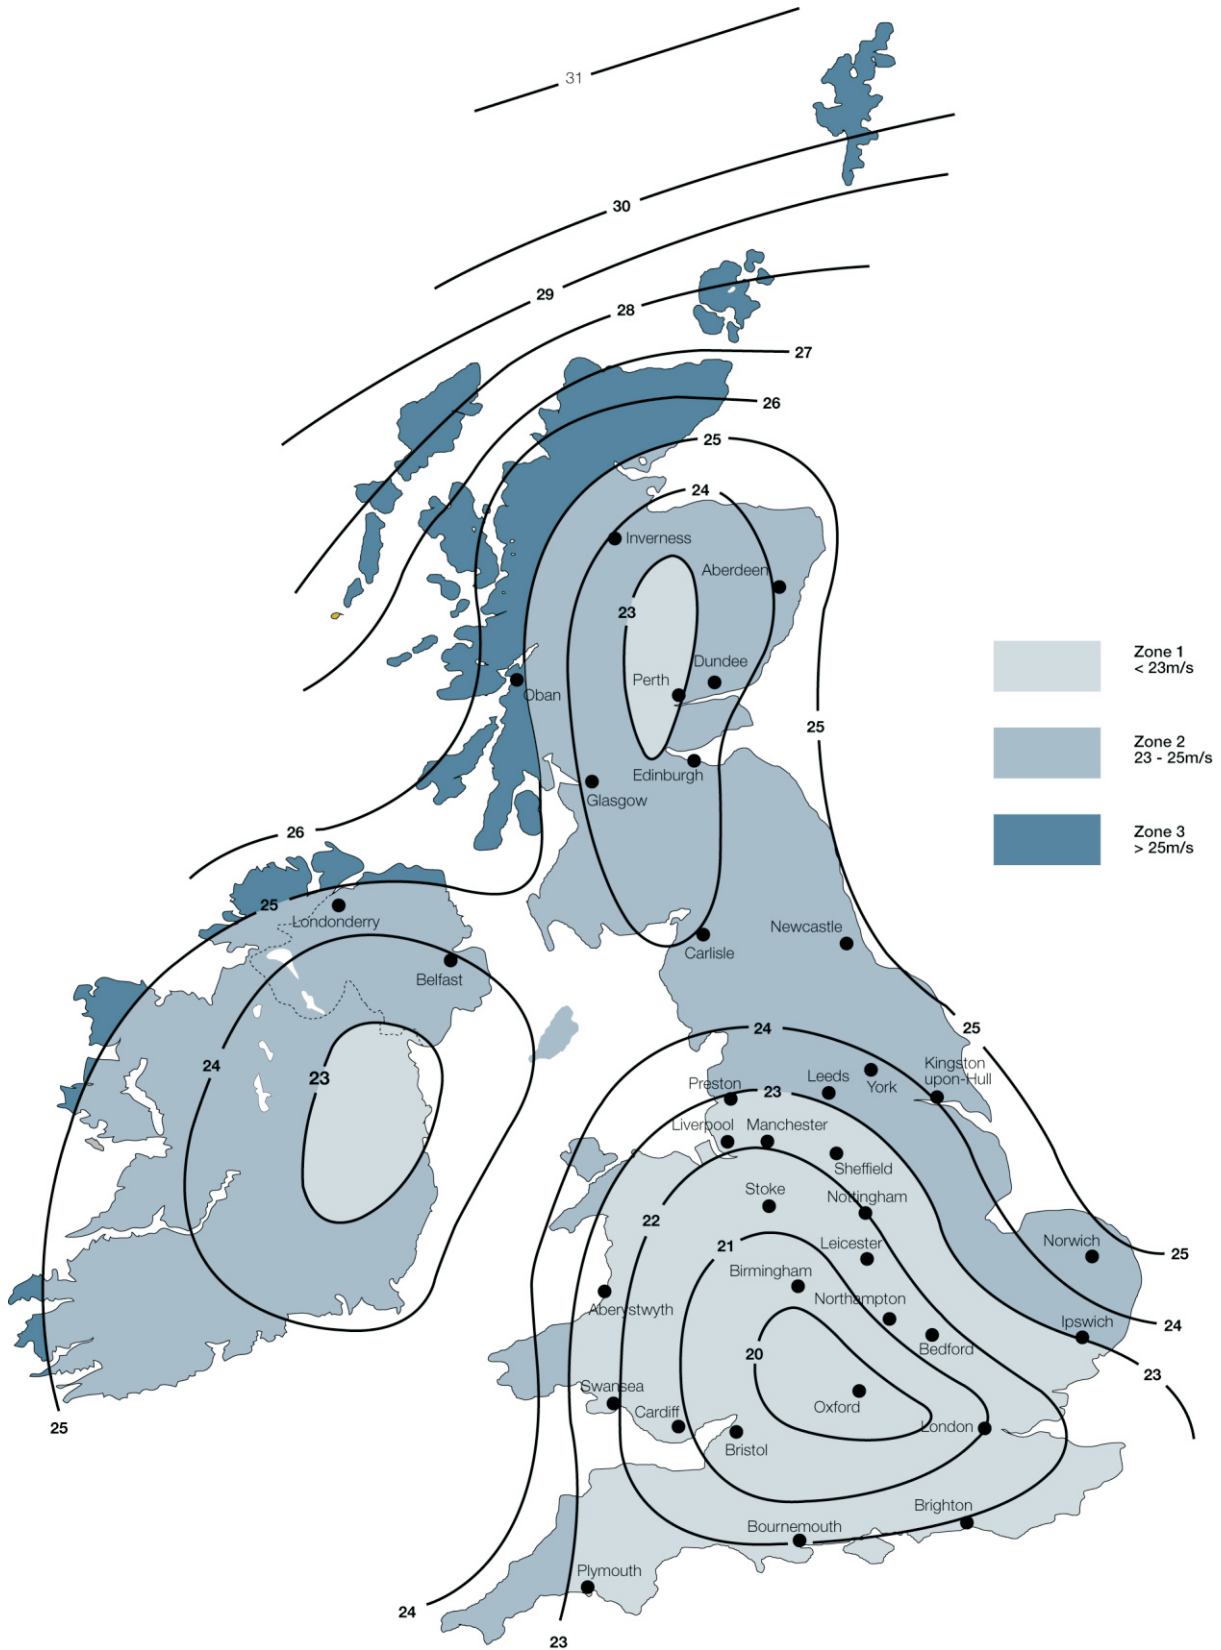 31
30
29
28
27
26
25
24
Inverness
Aberdeen
23
Dundee
Perth
Oban
25
Edinburgh
Glasgow
26
25
Londonderry
Newcastle
Carlisle
Belfast
24
25
24
23
Kingston
upon-Hull
Leeds
York
Preston
23
Liverpool
Manchester
Sheffield
Stoke
Nottingham
22
21
Leicester
Norwich
25
Birmingham
Aberystwyth
Northampton
24
Ipswich
Bedford
20
23
Swansea
Oxford
Cardiff
London
25
Bristol
Brighton
Bournemouth
Plymouth
24
23
Zone 1
< 23m/s
Zone 2
23 - 25m/s
Zone 3
> 25m/s